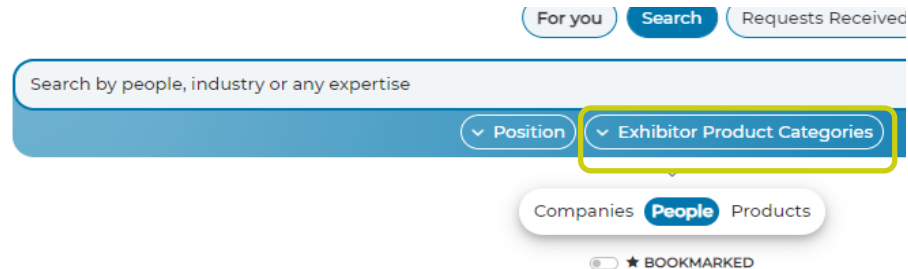 For you Search Requests Received
Search by people, industry or any expertise
Position Exhibitor Product Categories
Companies People Products
BOOKMARKED